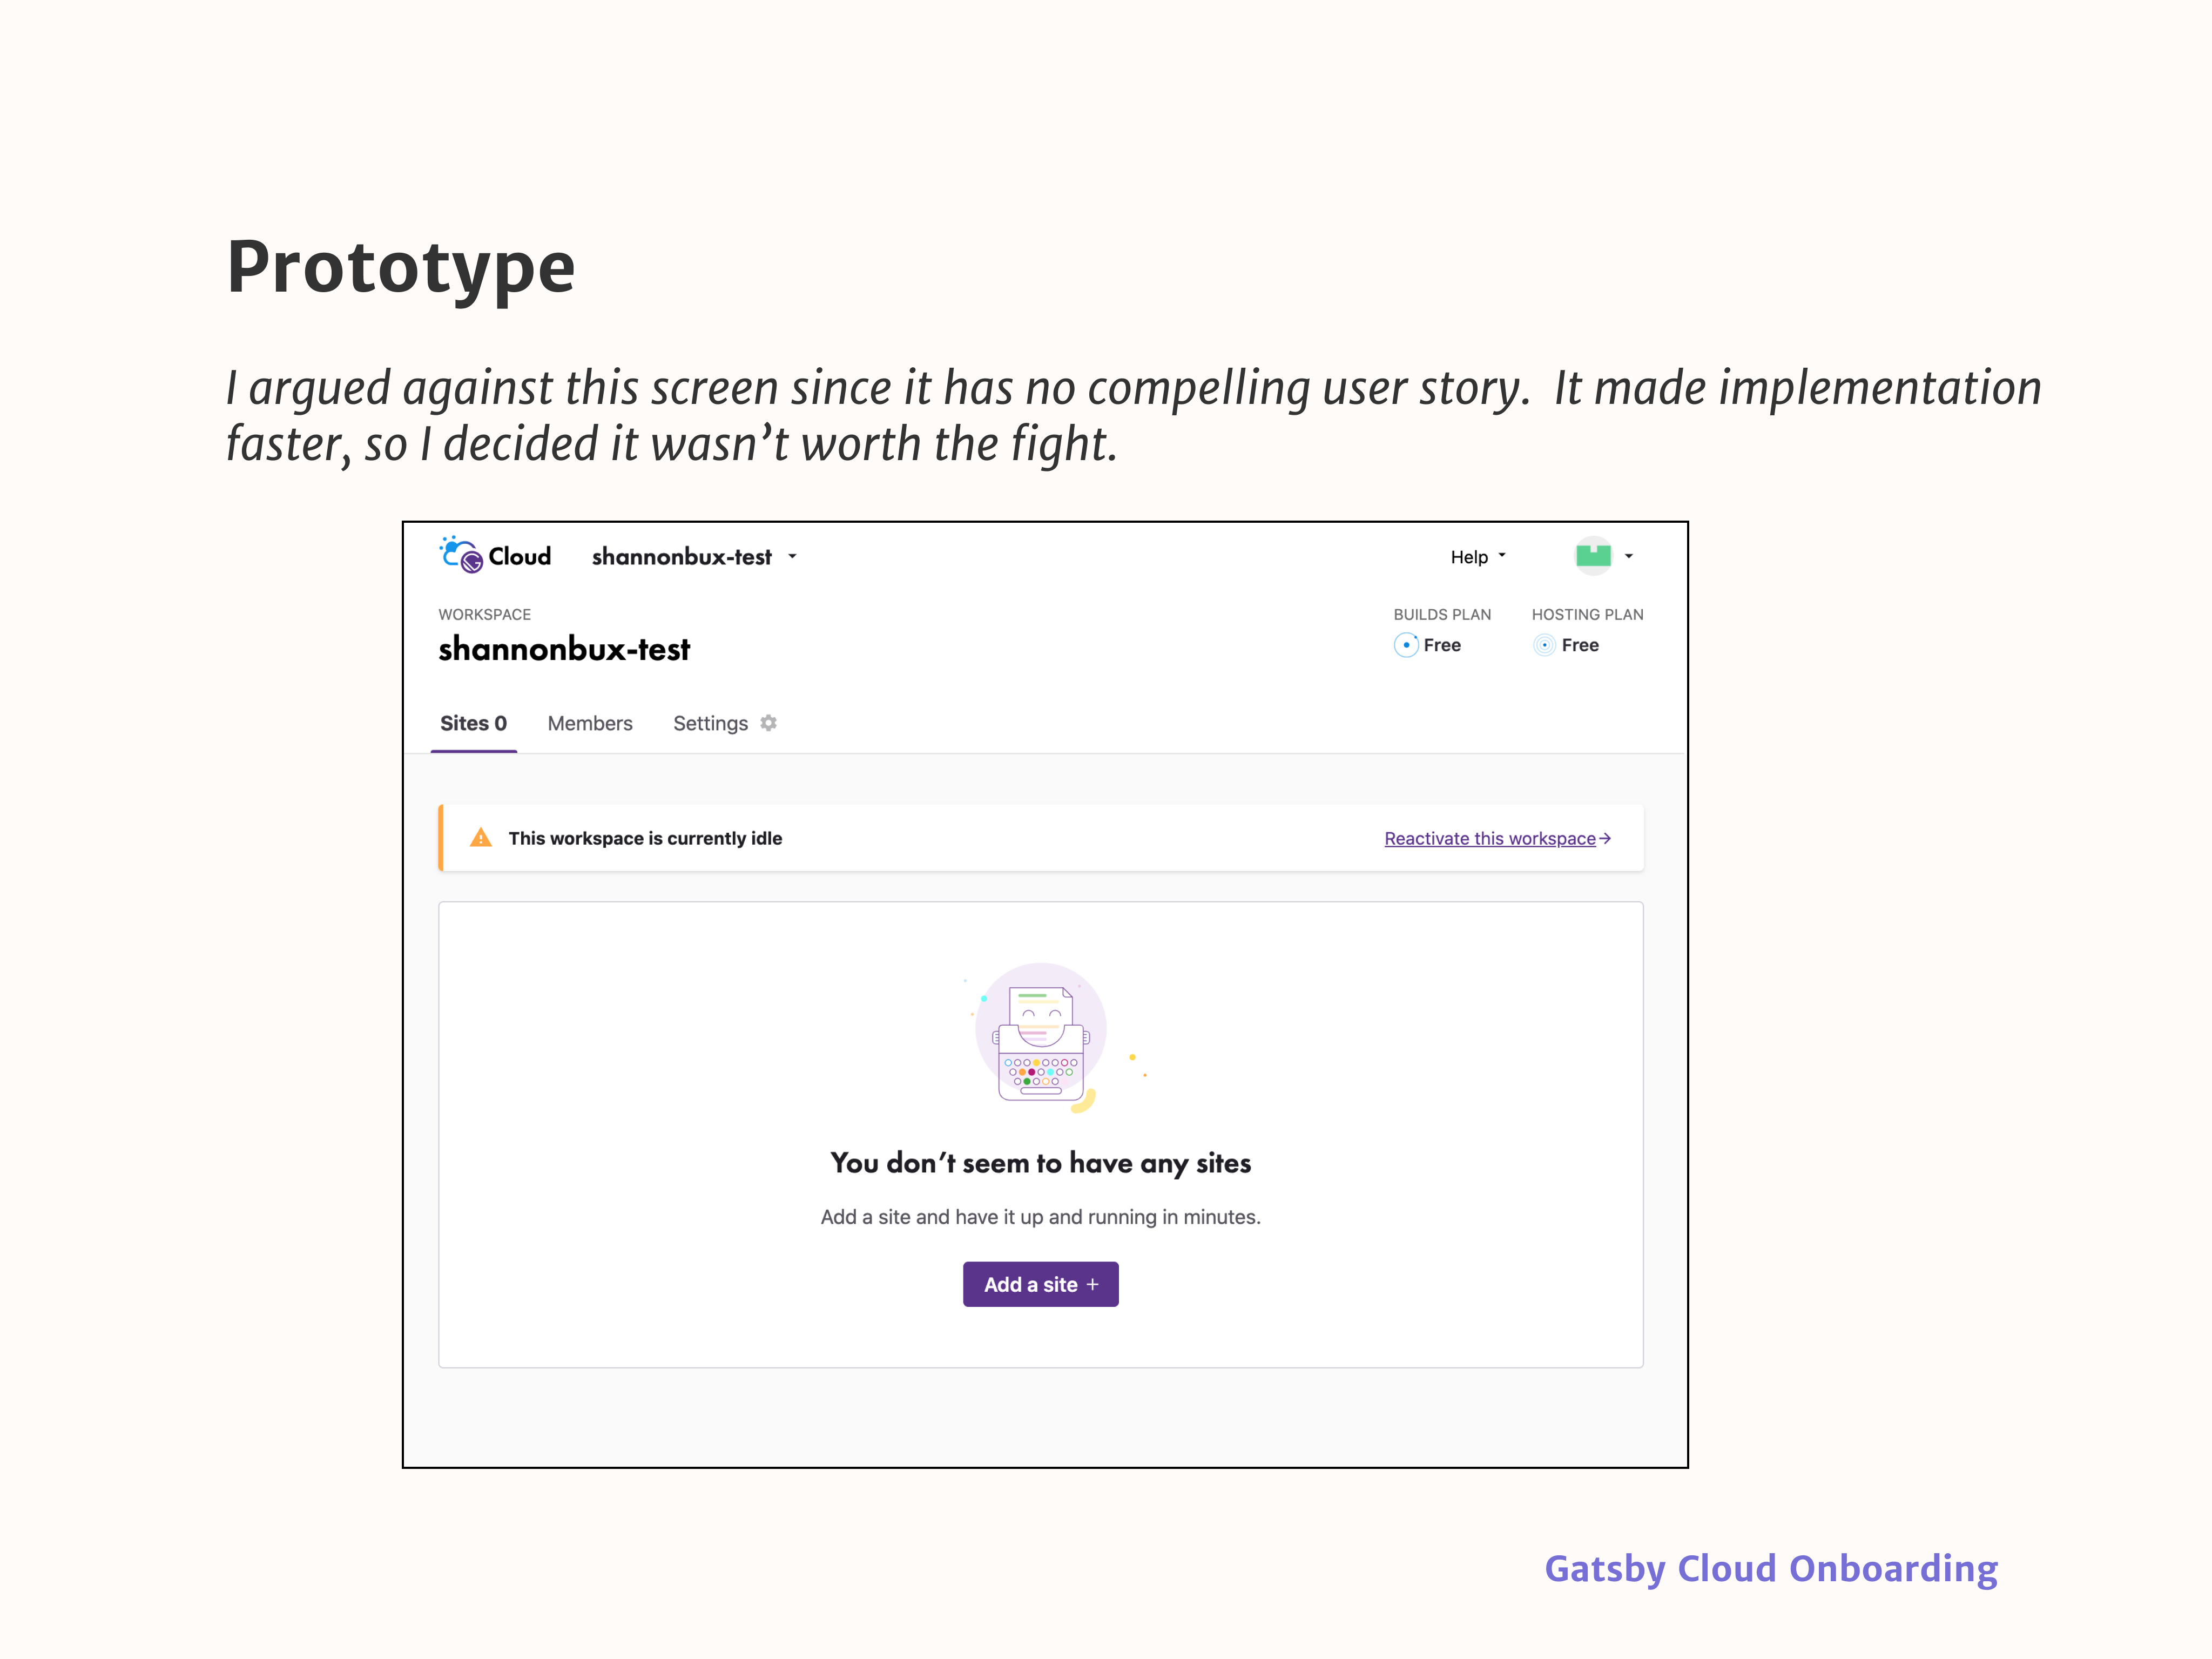 Prototype
I argued against this screen since it has no compelling user story.  It made implementation
faster, so I decided it wasn’t worth the fight.
Cloud shannonbux-test Help
WORKSPACE BUILDS PLAN HOSTING PLAN
shannonbux-test Free Free
Sites 0 Members Settings
This workspace is currently idle Reactivate this workspace→
You don’t seem to have any sites
Add a site and have it up and running in minutes.
Add a site +
Gatsby Cloud Onboarding